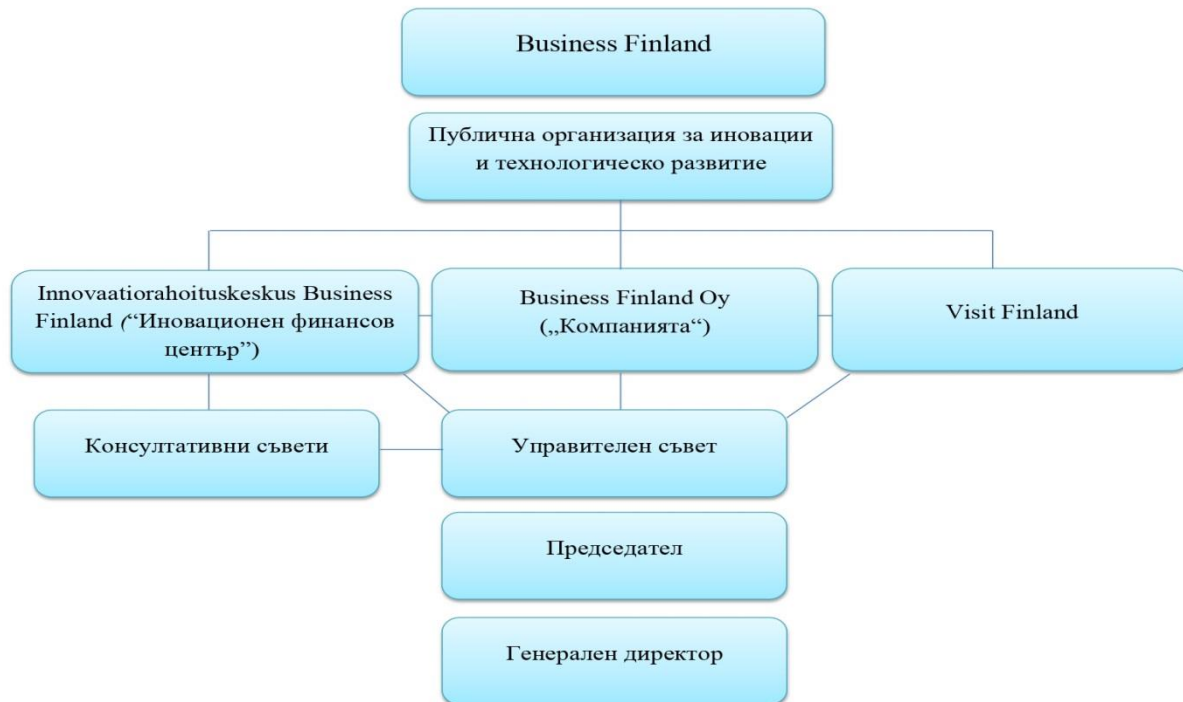 Business Finland
Публична организация за иновации
и технологическо развитие
Innovaatiorahoituskeskus Business
Finland (“Иновационен финансов
център”)
Business Finland Oy
(„Компанията“)
Visit Finland
Консултативни съвети
Управителен съвет
Председател
Генерален директор